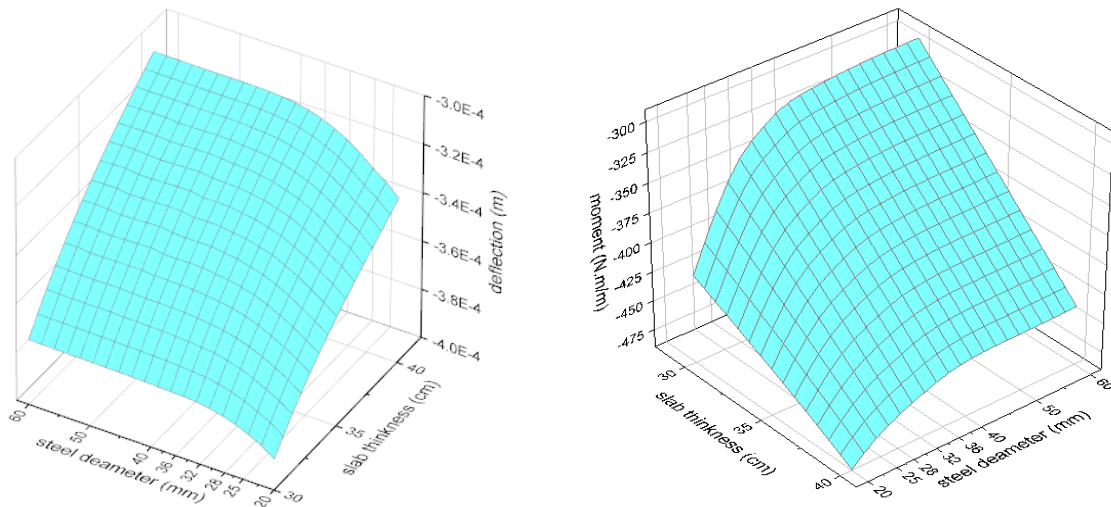 -3.0E-4
-3.2E-4
-3.4E-4
-3.6E-4
-3.8E-4
-4.0E-4
deflection (m)
40
35
30
slab thinkness (cm)
60
50
40
36
32
28
25
20
steel deameter (mm)
-300
-325
-350
-375
-400
-425
-450
-475
moment (N.m/m)
30
35
40
slab thinkness (cm)
60
50
40
36
32
28
25
20
steel deameter (mm)